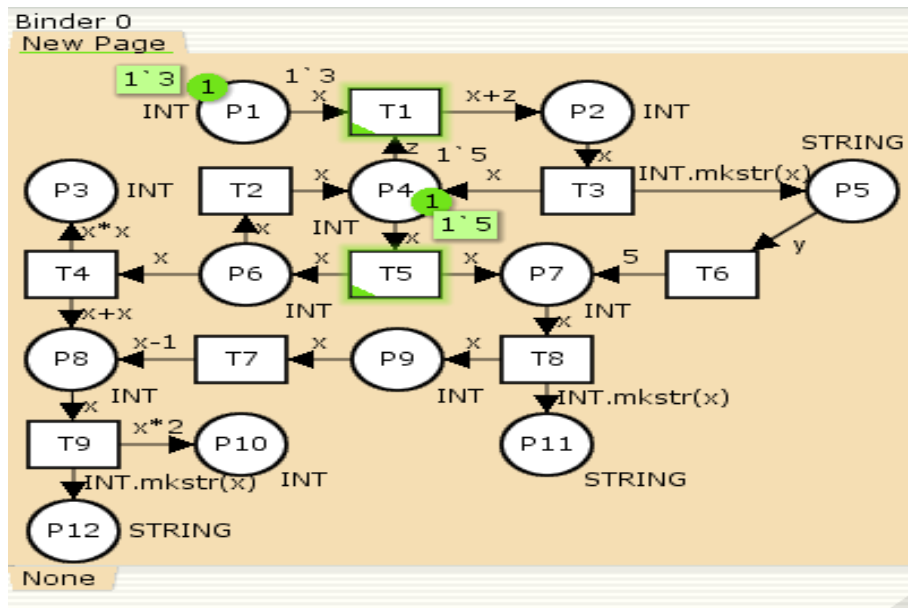 Binder 0
New Page
1`3 1 1`3
INT P1 x T1 x+z P2 INT
z 1`5 x STRING
P3 INT T2 x P4 x T3 INT.mkstr(x) P5
1
x*x x INT 1`5 y
x
T4 x P6 x T5 x P7 5 T6
x+x INT x INT
P8 x-1 T7 x P9 x T8
INT INT INT.mkstr(x)
x
T9 x*2 P10 P11
INT.mkstr(x) INT STRING
P12 STRING
None